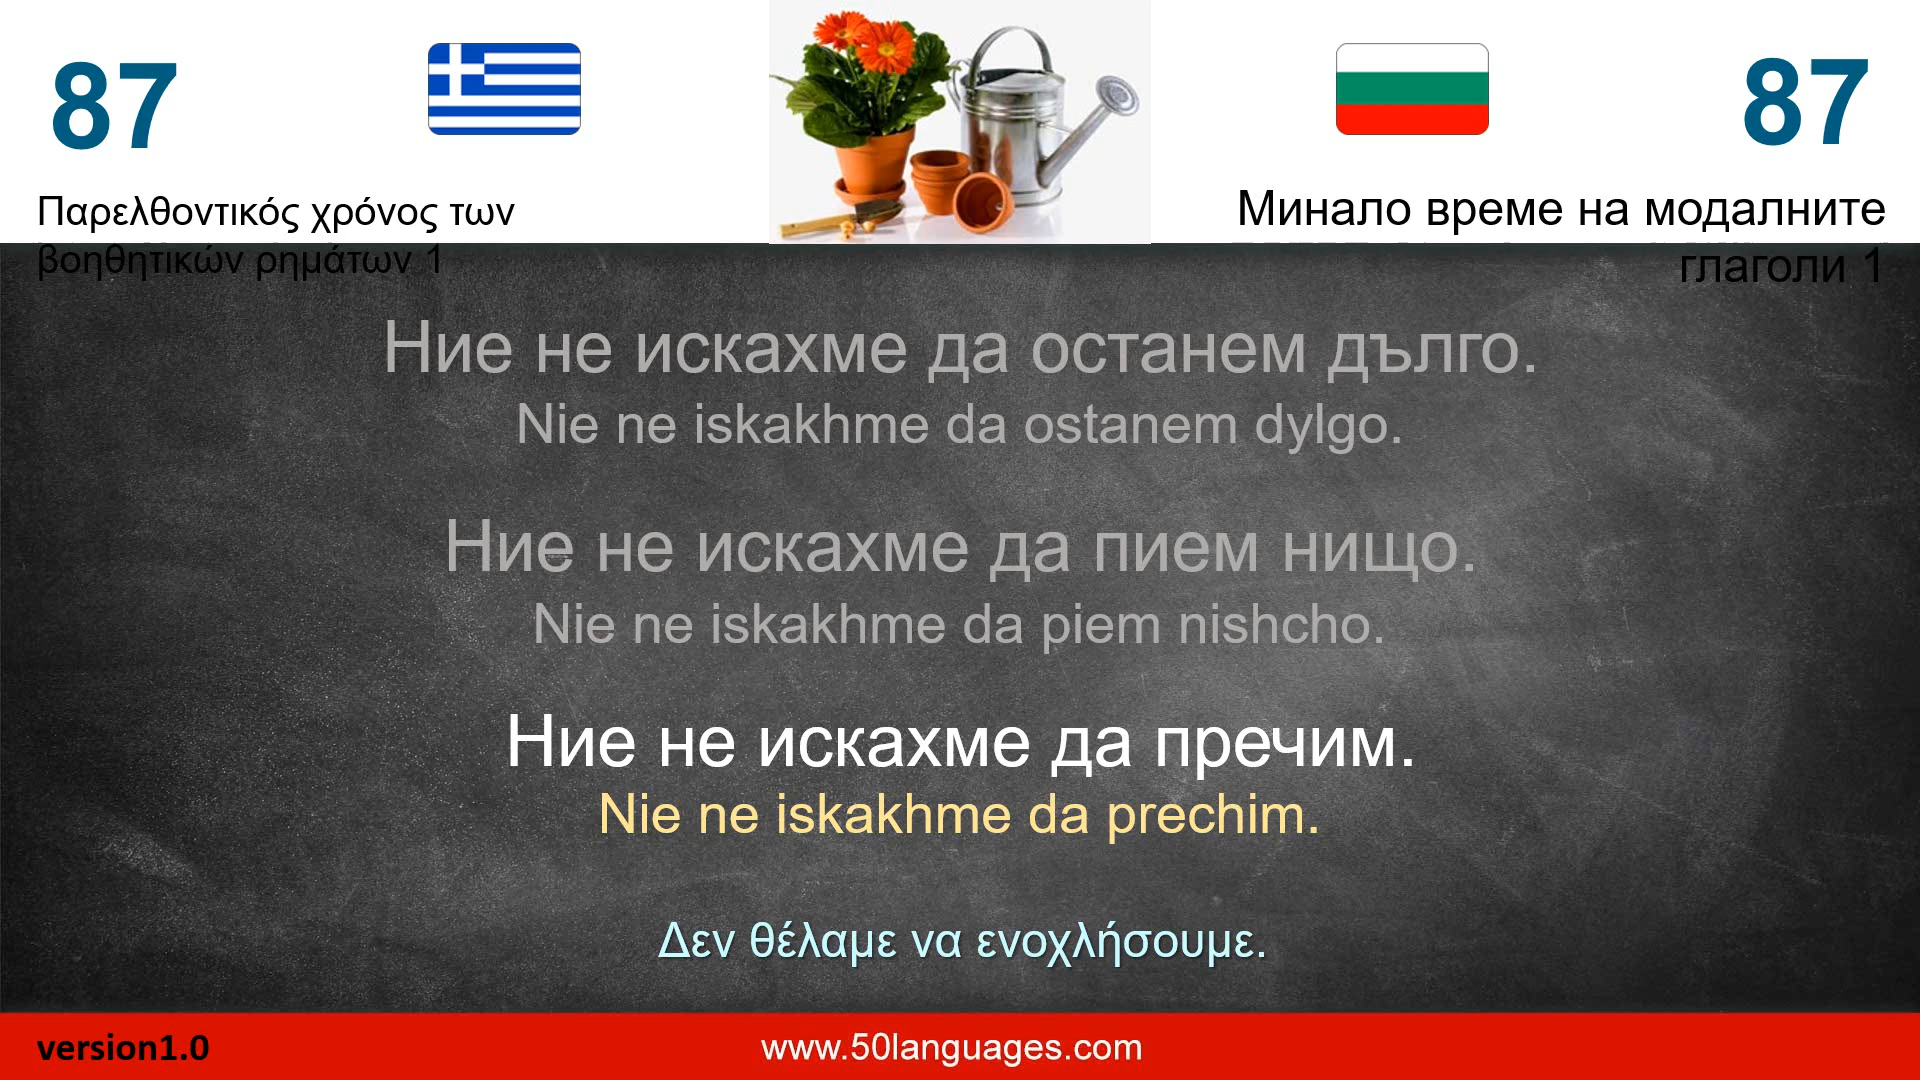 87
87
Παρελθοντικός χρόνος των
βοηθητικών ρημάτων 1
Минало време на модалните
глаголи 1
Ние не искахме да останем дълго.
Nie ne iskakhme da ostanem dylgo.
Ние не искахме да пием нищо.
Nie ne iskakhme da piem nishcho.
Ние не искахме да пречим.
Nie ne iskakhme da prechim.
Δεν θέλαμε να ενοχλήσουμε.
version1.0
www.50languages.com